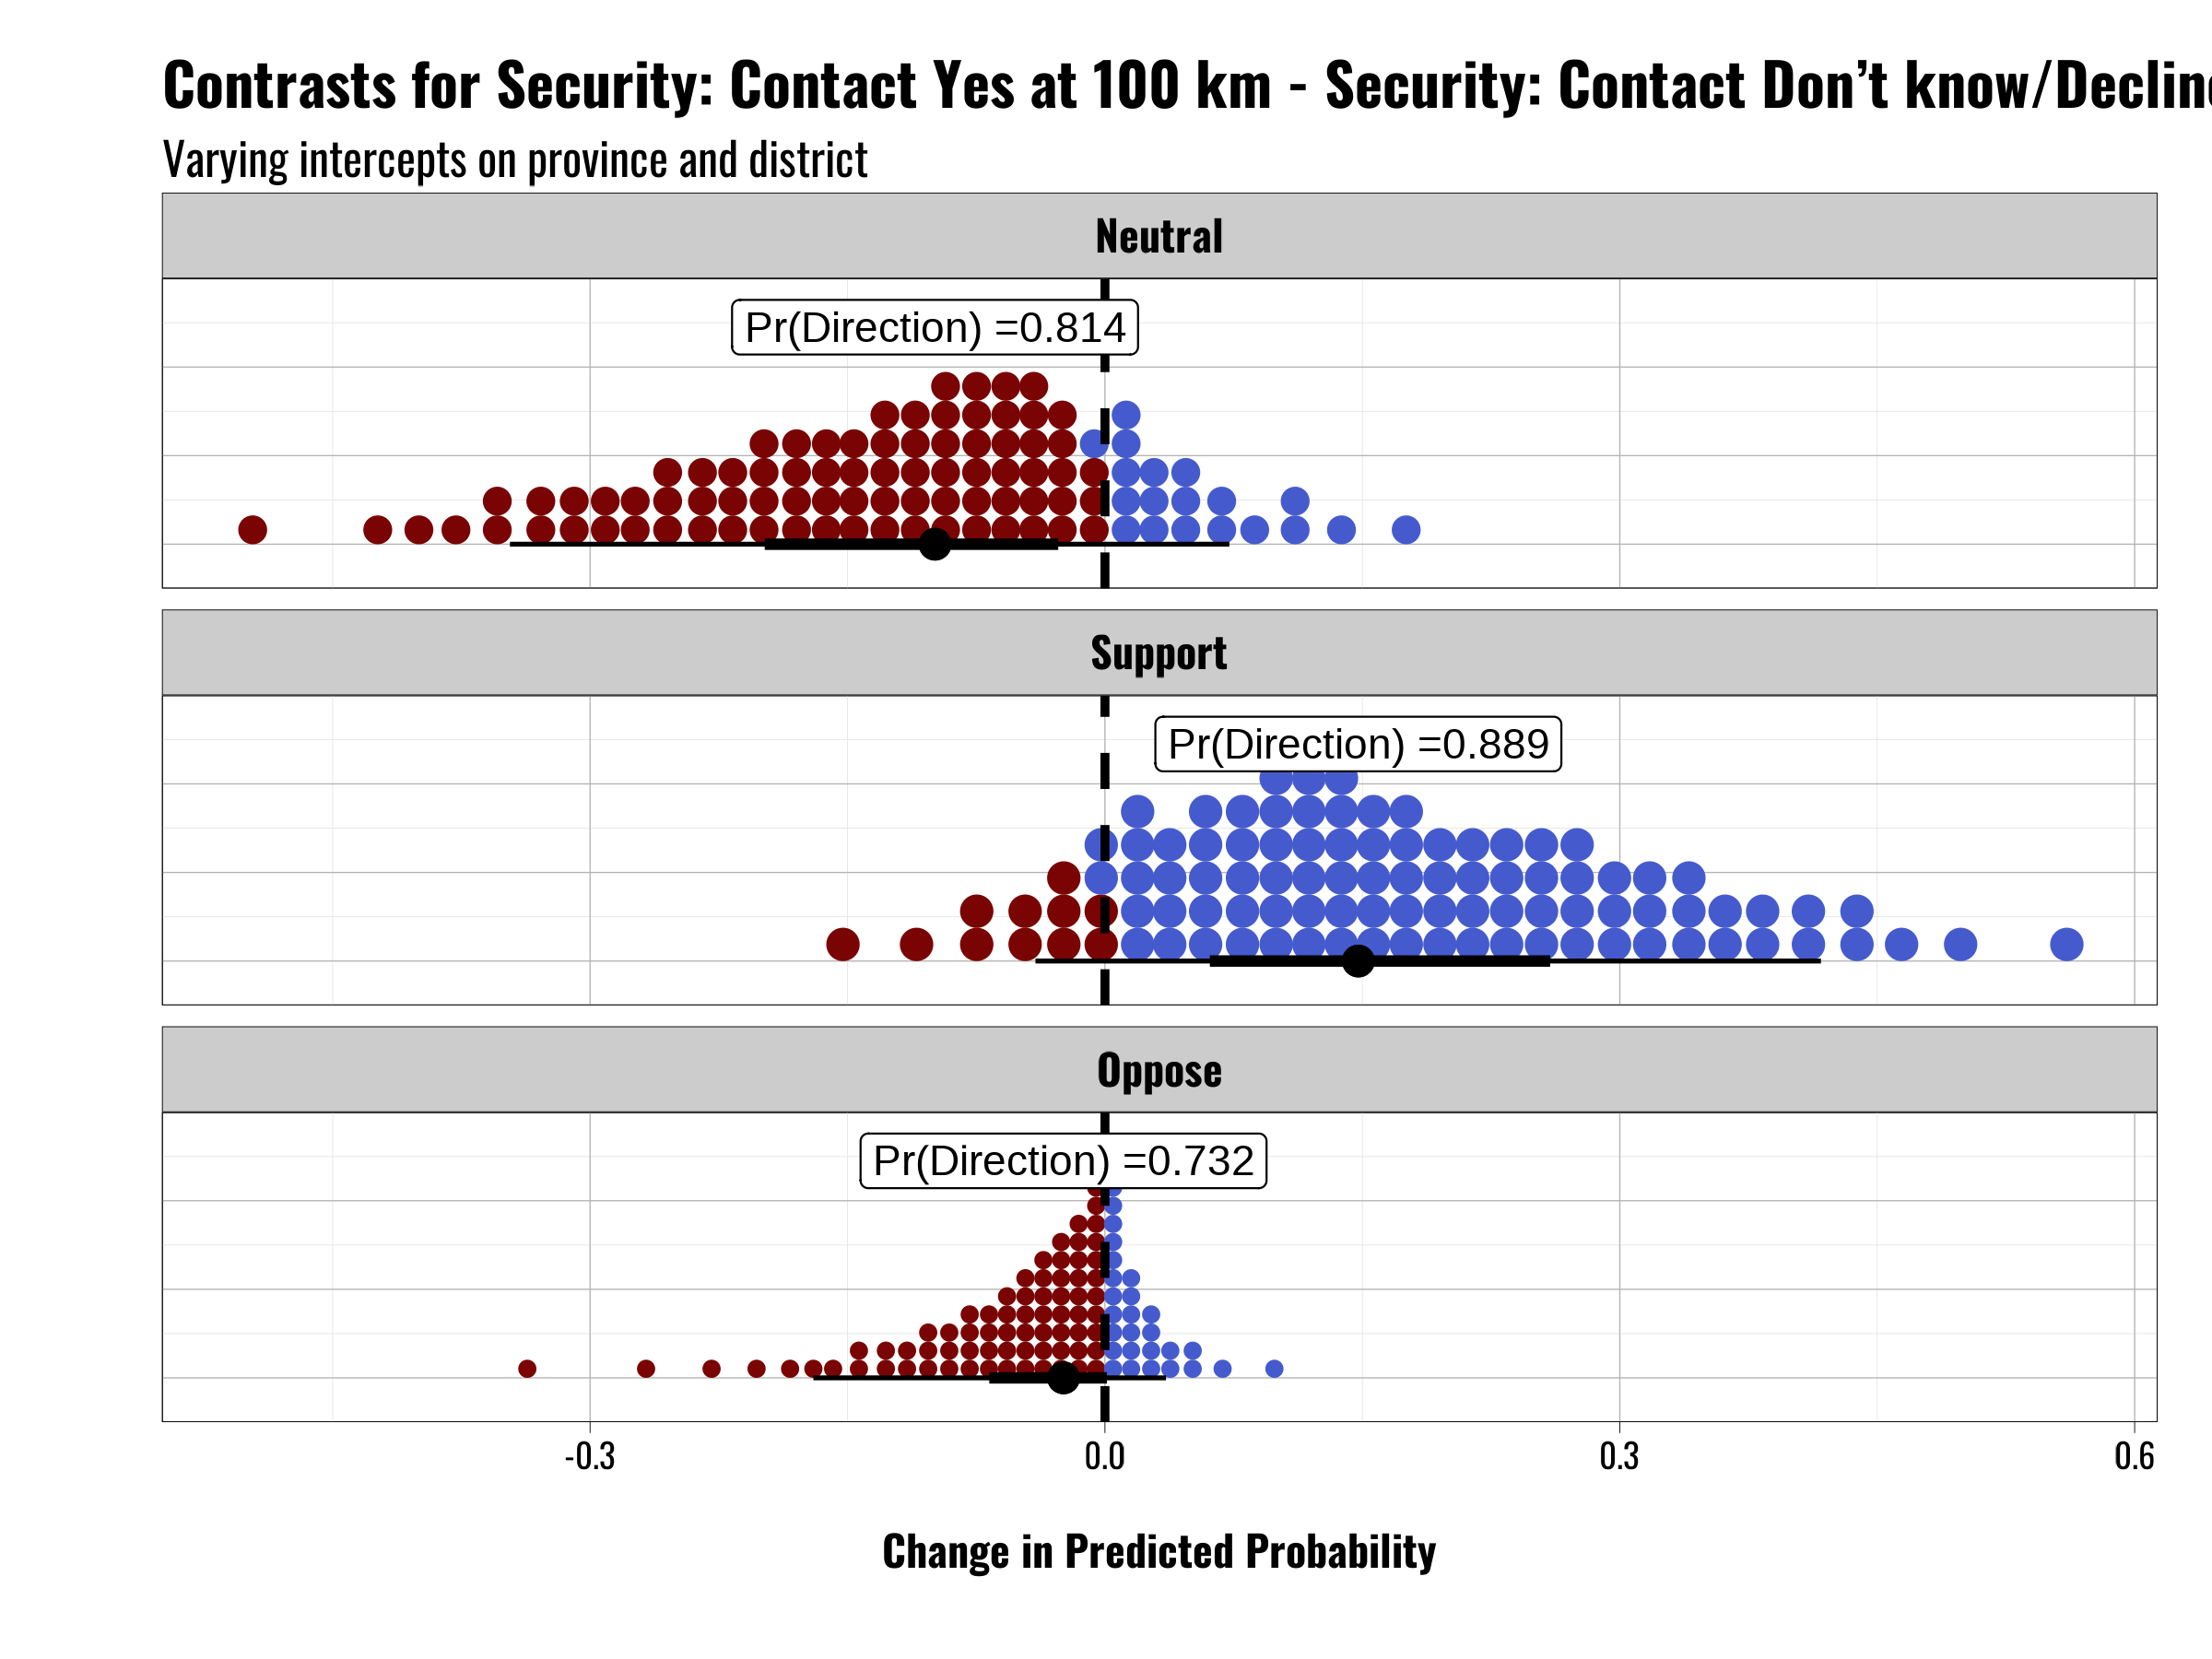 Contrasts for Security: Contact Yes at 100 km - Security: Contact Don’t know/
Varying intercepts on province and district
Neutral
Pr(Direction) =0.814
Support
Pr(Direction) =0.889
Oppose
Pr(Direction) =0.732
-0.3 0.0 0.3 0.6
Change in Predicted Probability